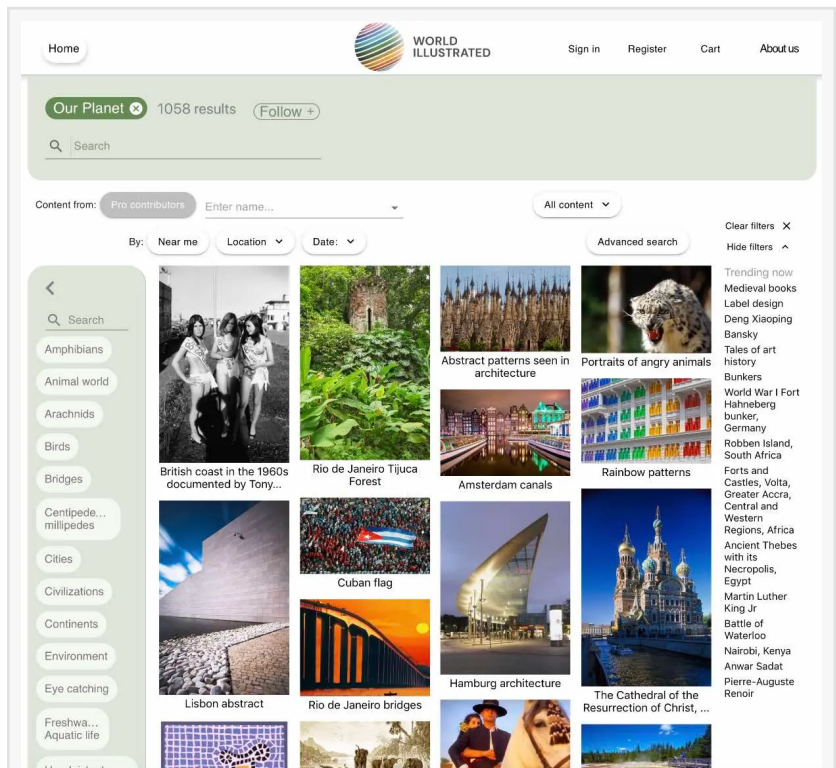 Home
WORLD
ILLUSTRATED
Sign in
Register
Cart
About us
Our Planet
1058 results
Follow +
Search
Content from:
Pro contributors
Enter name...
All content
Clear filters X
By:
Near me
Location
Date:
Advanced search
Hide filters
Search
Amphibians
Animal world
Arachnids
Birds
Bridges
Centipede...
millipedes
Cities
Civilizations
Continents
Environment
Eye catching
Freshwa...
Aquatic life
British coast in the 1960s
documented by Tony...
Lisbon abstract
Rio de Janeiro Tijuca
Forest
Cuban flag
Rio de Janeiro bridges
Abstract patterns seen in
architecture
Amsterdam canals
Hamburg architecture
Portraits of angry animals
Rainbow patterns
The Cathedral of the
Resurrection of Christ, ...
Trending now
Medieval books
Label design
Deng Xiaoping
Bansky
Tales of art
history
Bunkers
World War I Fort
Hahneberg
bunker,
Germany
Robben Island,
South Africa
Forts and
Castles, Volta,
Greater Accra,
Central and
Western
Regions, Africa
Ancient Thebes
with its
Necropolis,
Egypt
Martin Luther
King Jr
Battle of
Waterloo
Nairobi, Kenya
Anwar Sadat
Pierre-Auguste
Renoir